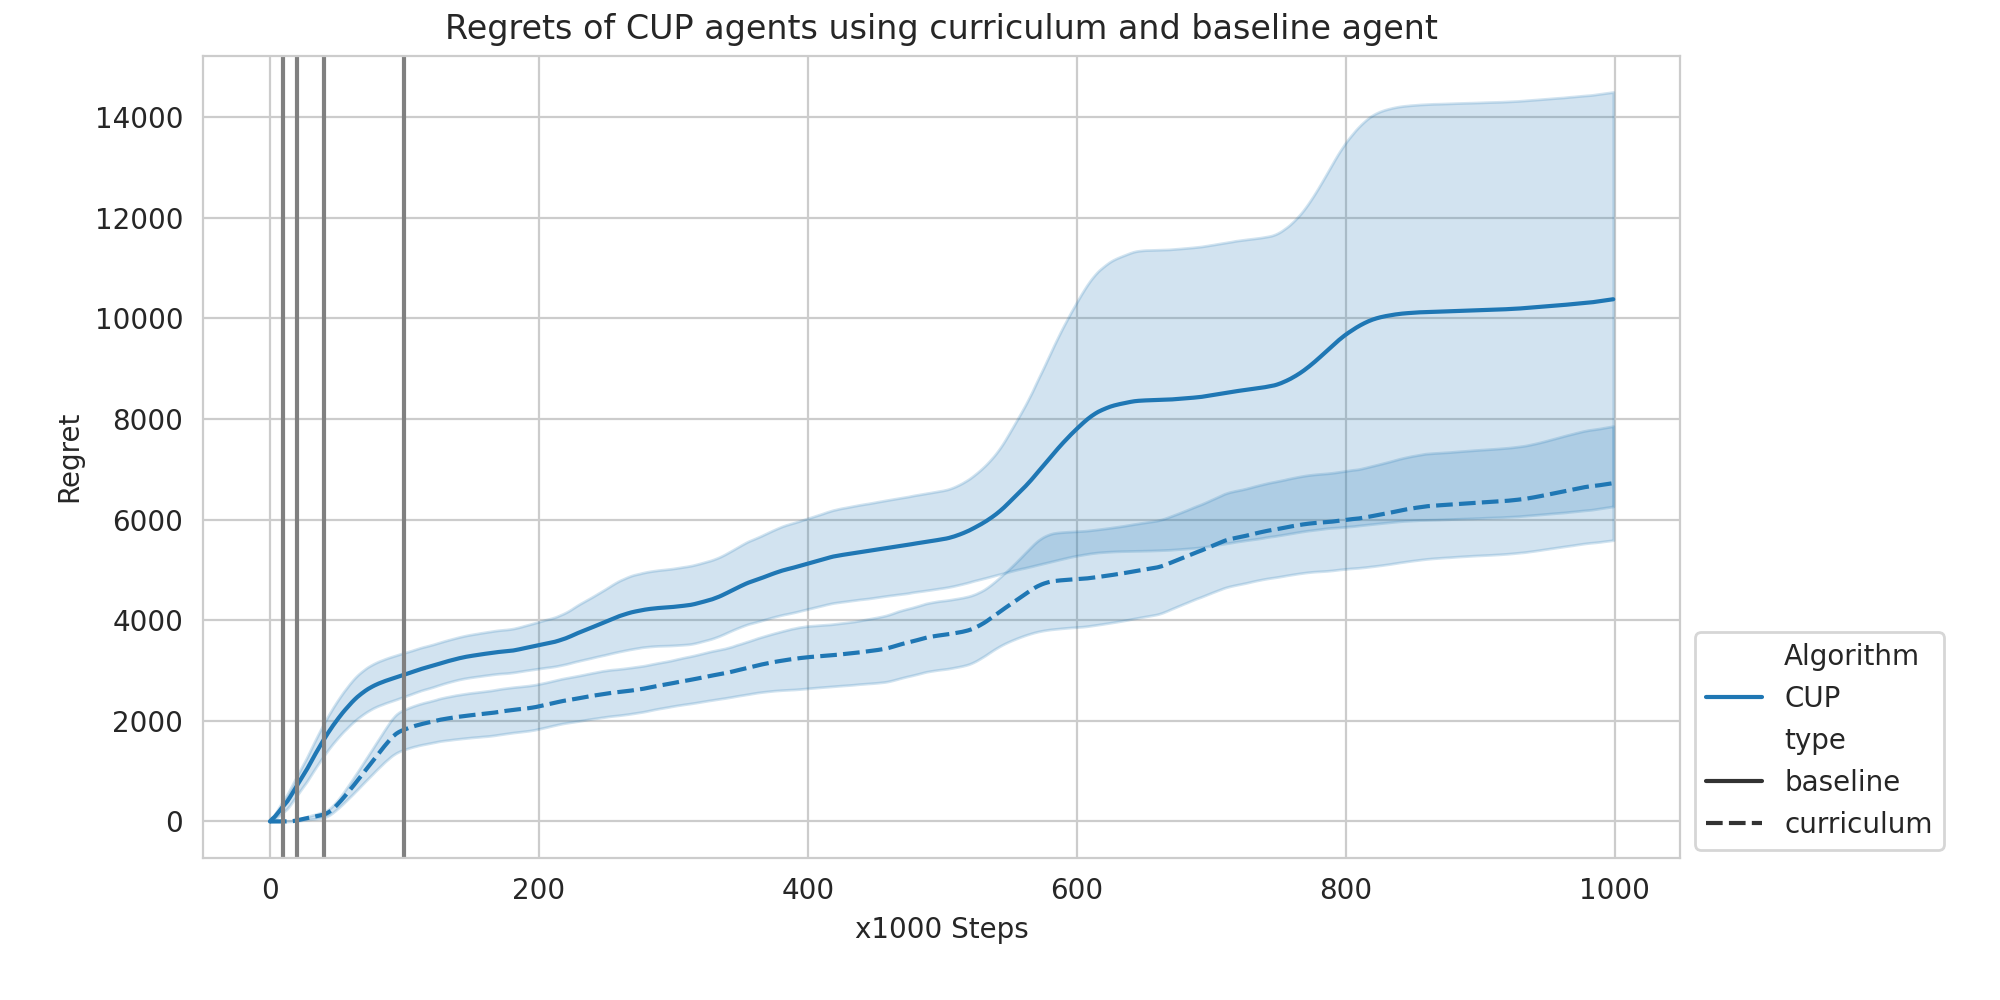 Regrets of CUP agents using curriculum and baseline agent
14000
12000
10000
8000
6000
4000
2000
0
Regret
0 200 400 600 800 1000
x1000 Steps
Algorithm
CUP
type
baseline
curriculum